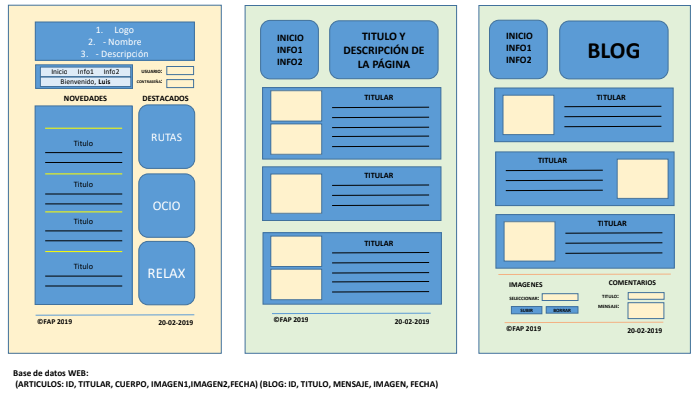 1. Logo
2. - Nombre
3. - Descripción
Inicio Info1 Info2
Bienvenido, Luis
USUARIO:
CONTRASEÑA:
NOVEDADES
DESTACADOS
Titulo
Titulo
Titulo
Titulo
RUTAS
OCIO
RELAX
©FAP 2019
20-02-2019
INICIO
INFO1
INFO2
TITULO Y
DESCRIPCIÓN DE
LA PÁGINA
TITULAR
TITULAR
TITULAR
©FAP 2019
20-02-2019
INICIO
INFO1
INFO2
BLOG
TITULAR
TITULAR
TITULAR
IMAGENES
SELECCIONAR:
SUBIR
BORRAR
COMENTARIOS
TITULO:
MENSAJE:
©FAP 2019
20-02-2019
Base de datos WEB:
(ARTICULOS: ID, TITULAR, CUERPO, IMAGEN1,IMAGEN2,FECHA) (BLOG: ID, TITULO, MENSAJE, IMAGEN, FECHA)